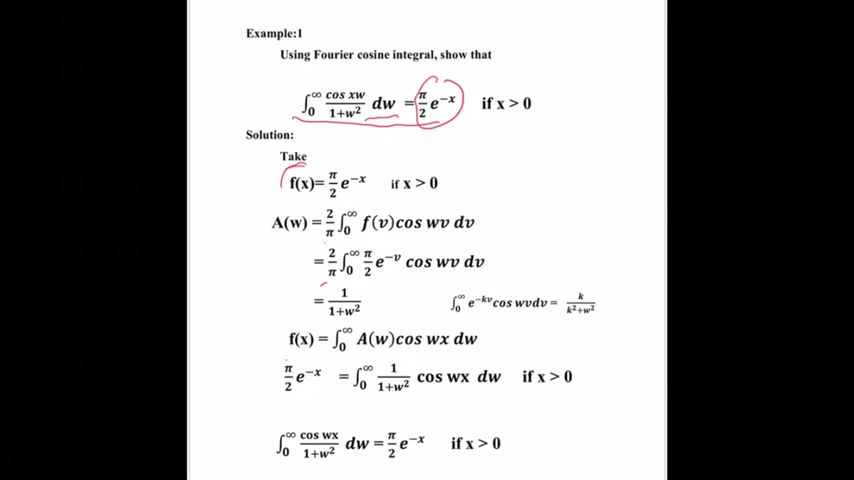 Example:1
Using Fourier cosine integral, show that
∫₀^∞ cos xw / 1+w² dw = π/2 e^−x if x > 0
Solution:
Take
f(x)= π/2 e^−x if x > 0
A(w) = 2/π ∫₀^∞ f(v)cos wv dv
= 2/π ∫₀^∞ π/2 e^−v cos wv dv
= 1/1+w² ∫₀^∞ e^−kv cos wvdv = k/k²+w²
f(x) = ∫₀^∞ A(w)cos wx dw
π/2 e^−x = ∫₀^∞ 1/1+w² cos wx dw if x > 0
∫₀^∞ cos wx / 1+w² dw = π/2 e^−x if x > 0